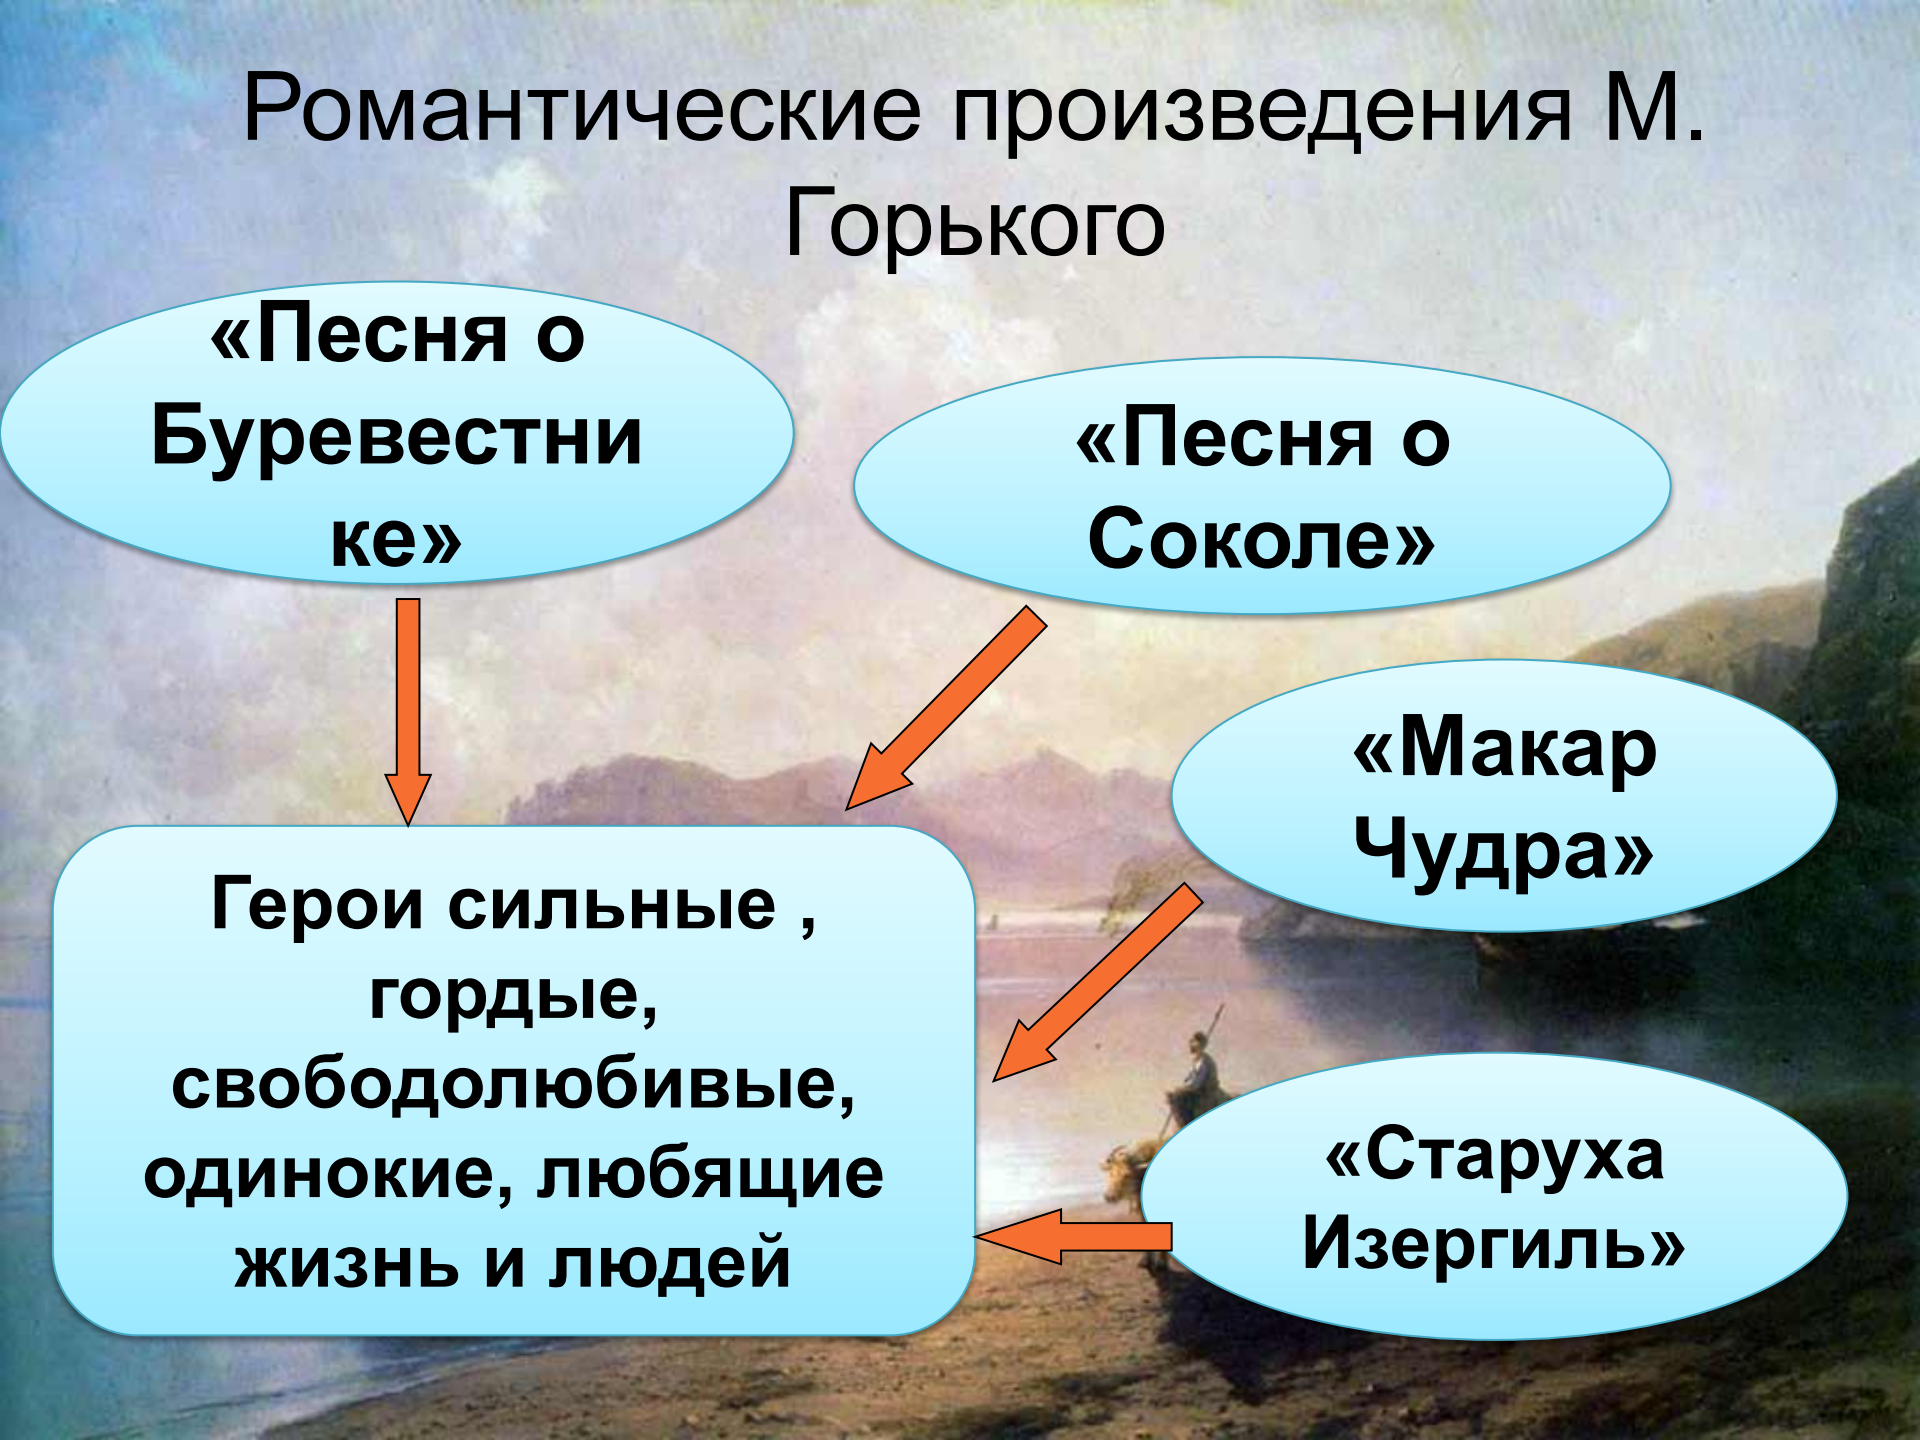 Романтические произведения М.
Горького
«Песня о
Буревестни
ке»
«Песня о
Соколе»
«Макар
Чудра»
Герои сильные ,
гордые,
свободолюбивые,
одинокие, любящие
жизнь и людей
«Старуха
Изергиль»